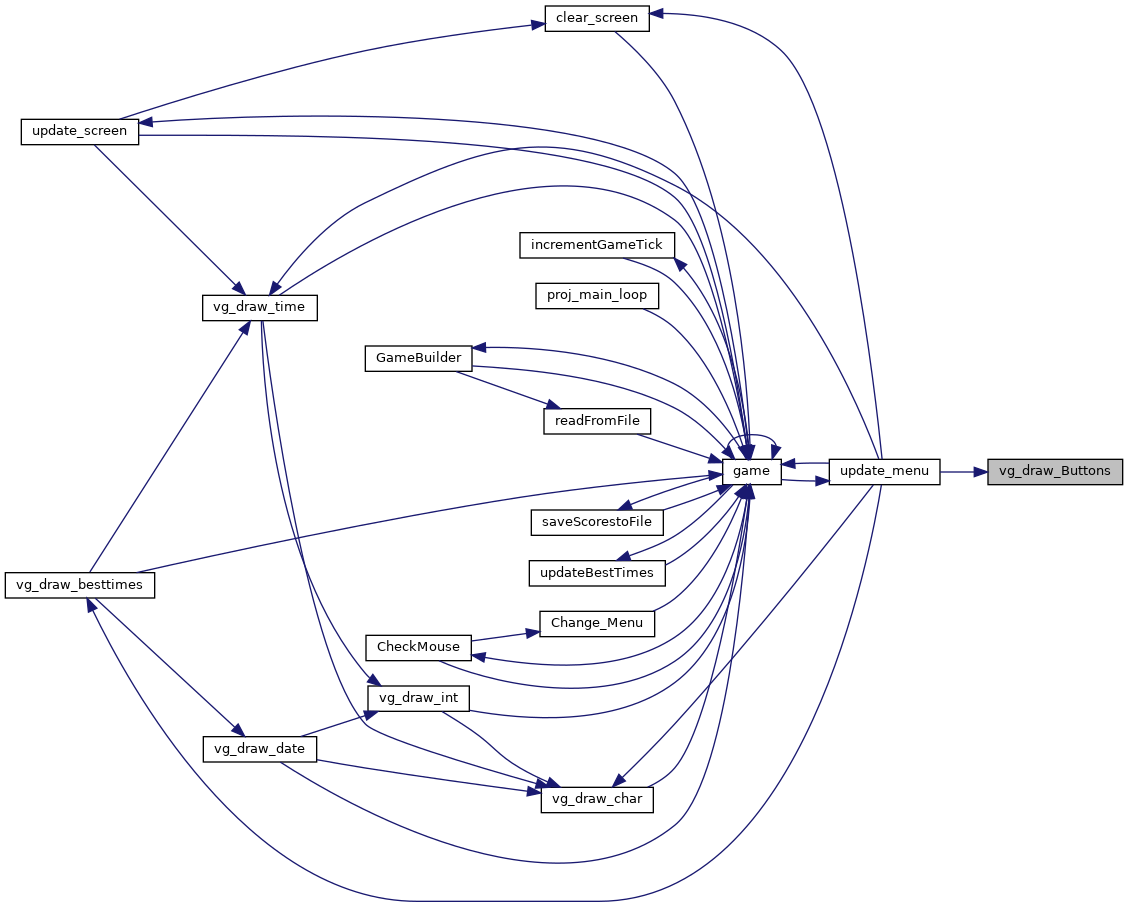 clear_screen
update_screen
incrementGameTick
proj_main_loop
vg_draw_time
GameBuilder
readFromFile
game
update_menu
vg_draw_Buttons
saveScorestoFile
updateBestTimes
vg_draw_besttimes
Change_Menu
CheckMouse
vg_draw_int
vg_draw_date
vg_draw_char